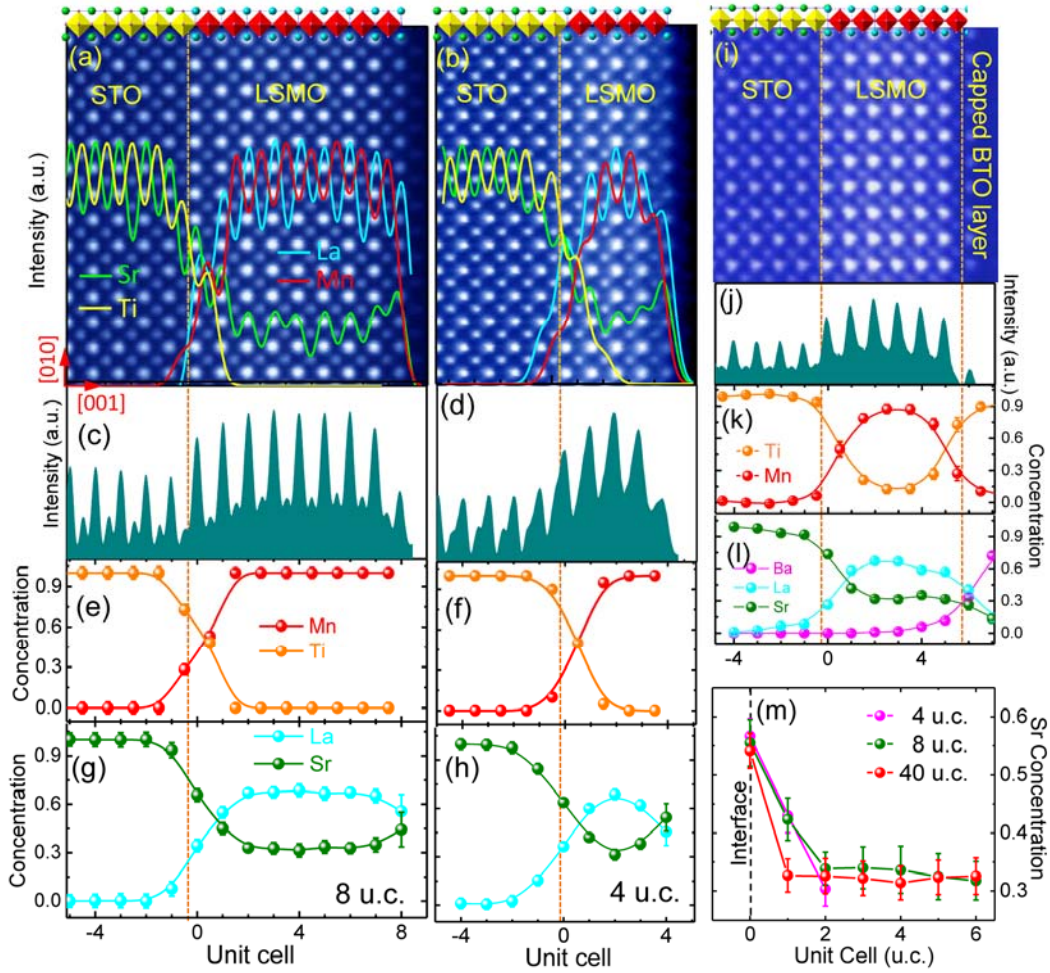 (a)
STO
LSMO
Intensity (a.u.)
Sr
Ti
La
Mn
[010]
[001]
(b)
STO
LSMO
(i)
STO
LSMO
Capped BTO layer
(j)
Intensity (a.u.)
(c)
Intensity (a.u.)
(d)
(k)
Ti
Mn
0.9
0.6
0.3
0.0
Concentration
(l)
Ba
La
Sr
0.9
0.6
0.3
0.0
-4 0 4
(e)
Mn
Ti
0.9
0.6
0.3
0.0
Concentration
(f)
(g)
La
Sr
0.9
0.6
0.3
0.0
Concentration
8 u.c.
-4 0 4 8
Unit cell
(h)
4 u.c.
-4 0 4
Unit cell
(m)
4 u.c.
8 u.c.
40 u.c.
Interface
0.6
0.5
0.4
0.3
Sr Concentration
0 2 4 6
Unit Cell (u.c.)